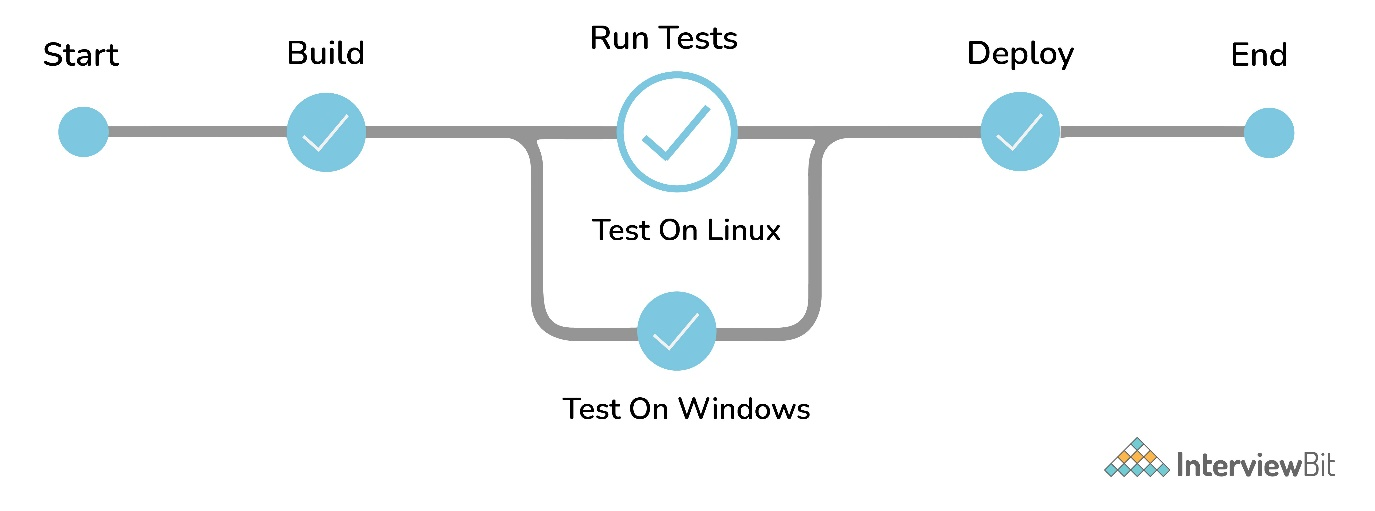 Start
Build
Run Tests
Deploy
End
Test On Linux
Test On Windows
InterviewBit